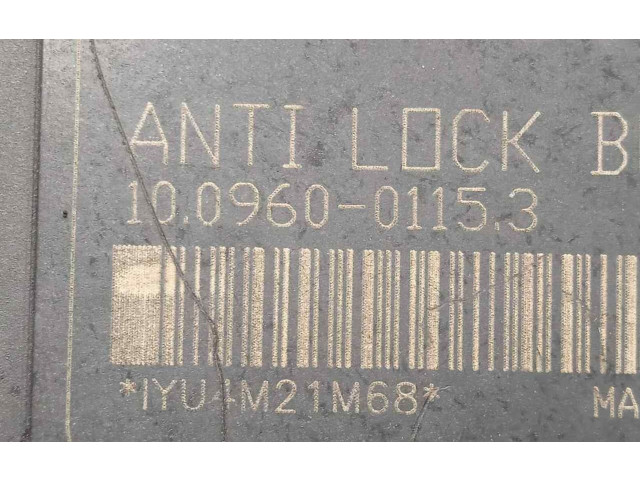 ANTI LOCK B
10.0960-0115.3
*IYU4M21M68*
MA